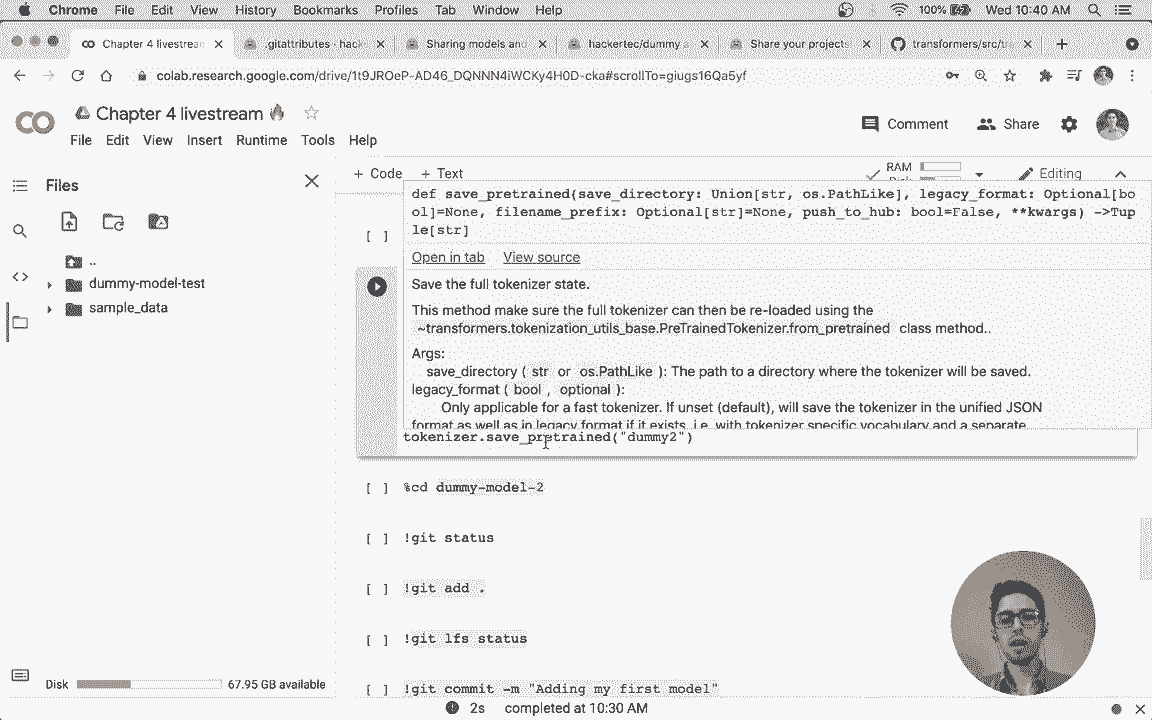 Chrome File Edit View History Bookmarks Profiles Tab Window Help 100% Wed 10:40 AM
Chapter 4 livestream
.gitattributes · hack
Sharing models and
hackertec/dummy a
Share your projects
transformers/src/tra
colab.research.google.com/drive/1t9JROeP-AD46_DQNNN4iWCKy4H0D-cka#scrollTo=giugs16Qa5yf
CO Chapter 4 livestream
File Edit View Insert Runtime Tools Help
Comment Share
Files
+ Code + Text
RAM
Disk
Editing
..
dummy-model-test
sample_data
def save_pretrained(save_directory: Union[str, os.PathLike], legacy_format: Optional[bo
ol]=None, filename_prefix: Optional[str]=None, push_to_hub: bool=False, **kwargs) ->Tup
le[str]
Open in tab View source
Save the full tokenizer state.
This method make sure the full tokenizer can then be re-loaded using the
~transformers.tokenization_utils_base.PreTrainedTokenizer.from_pretrained class method..
Args:
save_directory ( str or os.PathLike ): The path to a directory where the tokenizer will be saved.
legacy_format ( bool , optional ):
Only applicable for a fast tokenizer. If unset (default), will save the tokenizer in the unified JSON
format as well as in legacy format if it exists, i.e. with tokenizer specific vocabulary and a separate
tokenizer.save_pretrained("dummy2")
[ ] %cd dummy-model-2
[ ] !git status
[ ] !git add .
[ ] !git lfs status
[ ] !git commit -m "Adding my first model"
Disk 67.95 GB available
2s completed at 10:30 AM